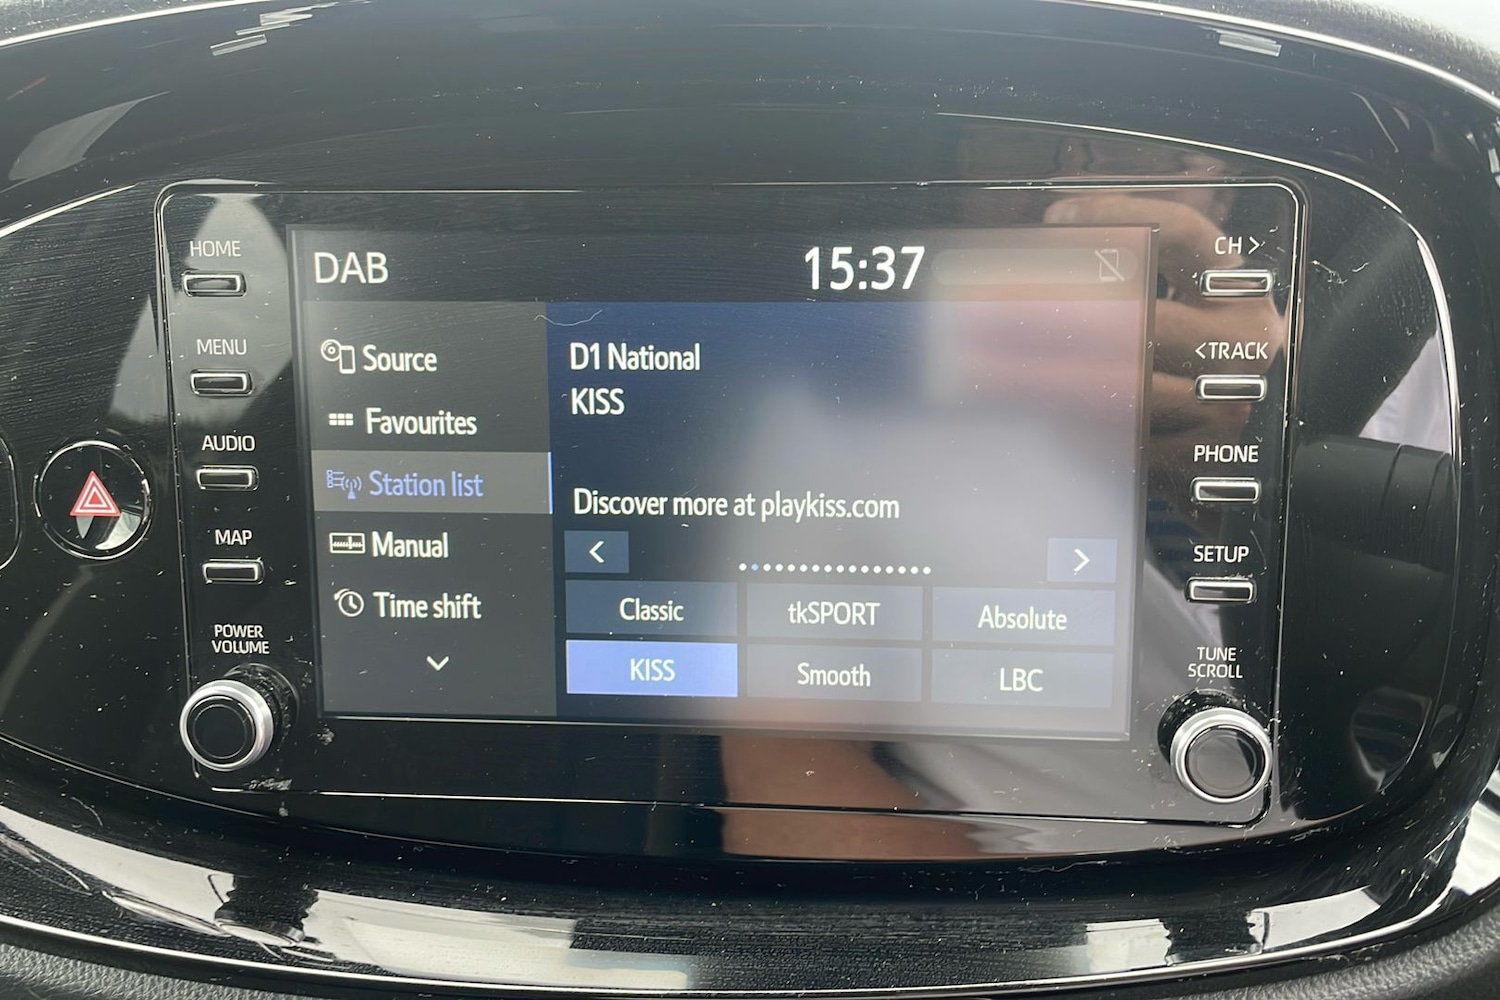 HOME
MENU
AUDIO
MAP
POWER
VOLUME
DAB
15:37
Source
Favourites
Station list
Manual
Time shift
D1 National
KISS
Discover more at playkiss.com
<
>
Classic
tkSPORT
Absolute
KISS
Smooth
LBC
CH >
<TRACK
PHONE
SETUP
TUNE
SCROLL